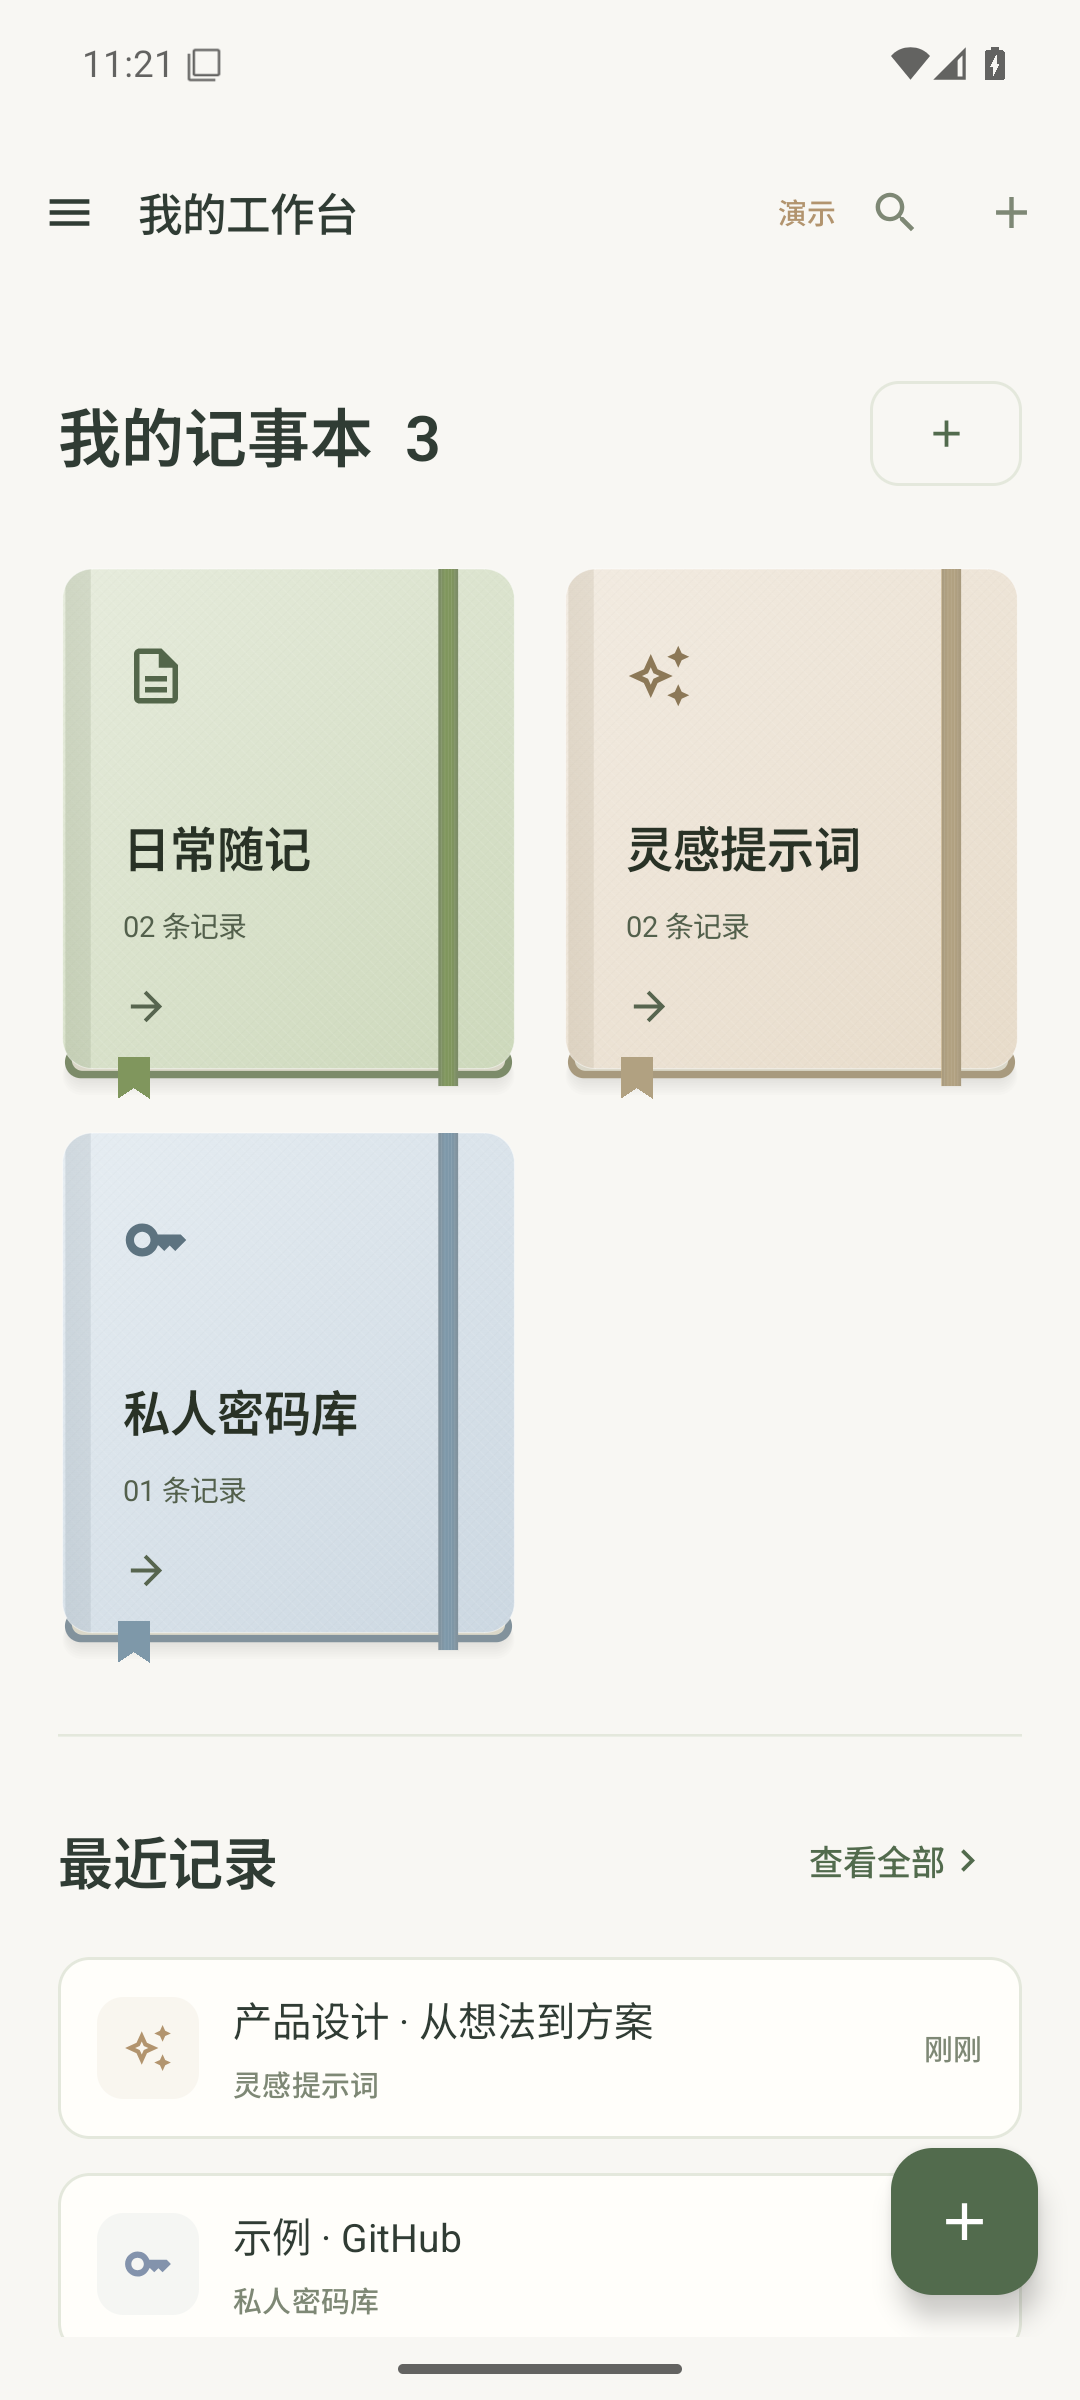 11:21
我的工作台
演示
我的记事本 3
日常随记
02 条记录
灵感提示词
02 条记录
私人密码库
01 条记录
最近记录
查看全部
产品设计 · 从想法到方案
灵感提示词
刚刚
示例 · GitHub
私人密码库